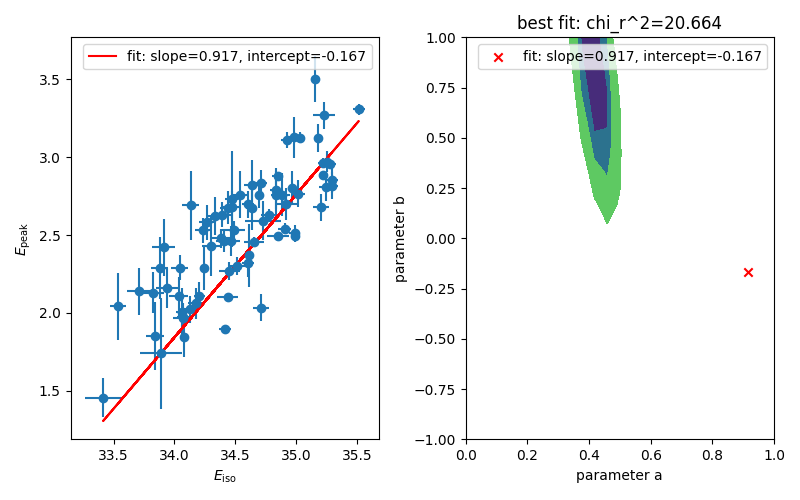 best fit: chi_r^2=20.664
fit: slope=0.917, intercept=-0.167
3.5
3.0
2.5
2.0
1.5
E_peak
33.5 34.0 34.5 35.0 35.5
E_iso
fit: slope=0.917, intercept=-0.167
1.00
0.75
0.50
0.25
0.00
−0.25
−0.50
−0.75
−1.00
parameter b
0.0 0.2 0.4 0.6 0.8 1.0
parameter a